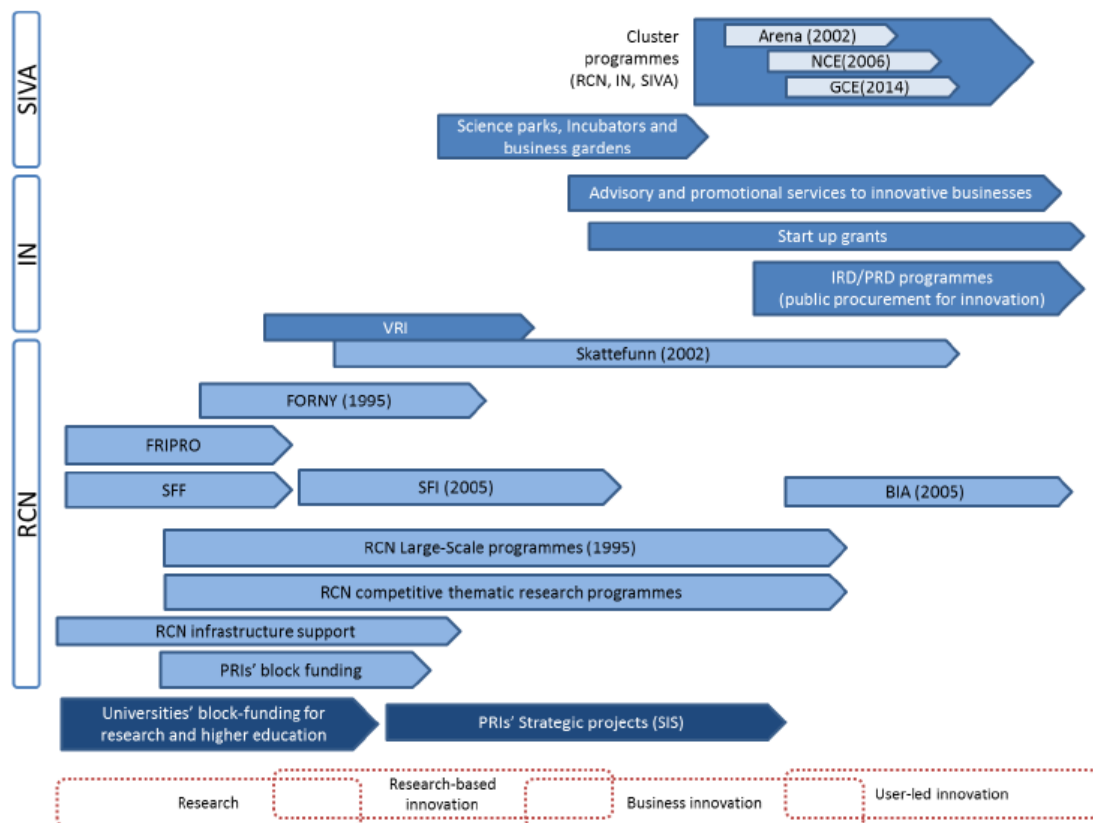 SIVA
Cluster
programmes
(RCN, IN, SIVA)
Arena (2002)
NCE(2006)
GCE(2014)
Science parks, Incubators and
business gardens
IN
Advisory and promotional services to innovative businesses
Start up grants
IRD/PRD programmes
(public procurement for innovation)
VRI
RCN
Skattefunn (2002)
FORNY (1995)
FRIPRO
SFF
SFI (2005)
BIA (2005)
RCN Large-Scale programmes (1995)
RCN competitive thematic research programmes
RCN infrastructure support
PRIs' block funding
Universities' block-funding for
research and higher education
PRIs' Strategic projects (SIS)
Research
Research-based
innovation
Business innovation
User-led innovation